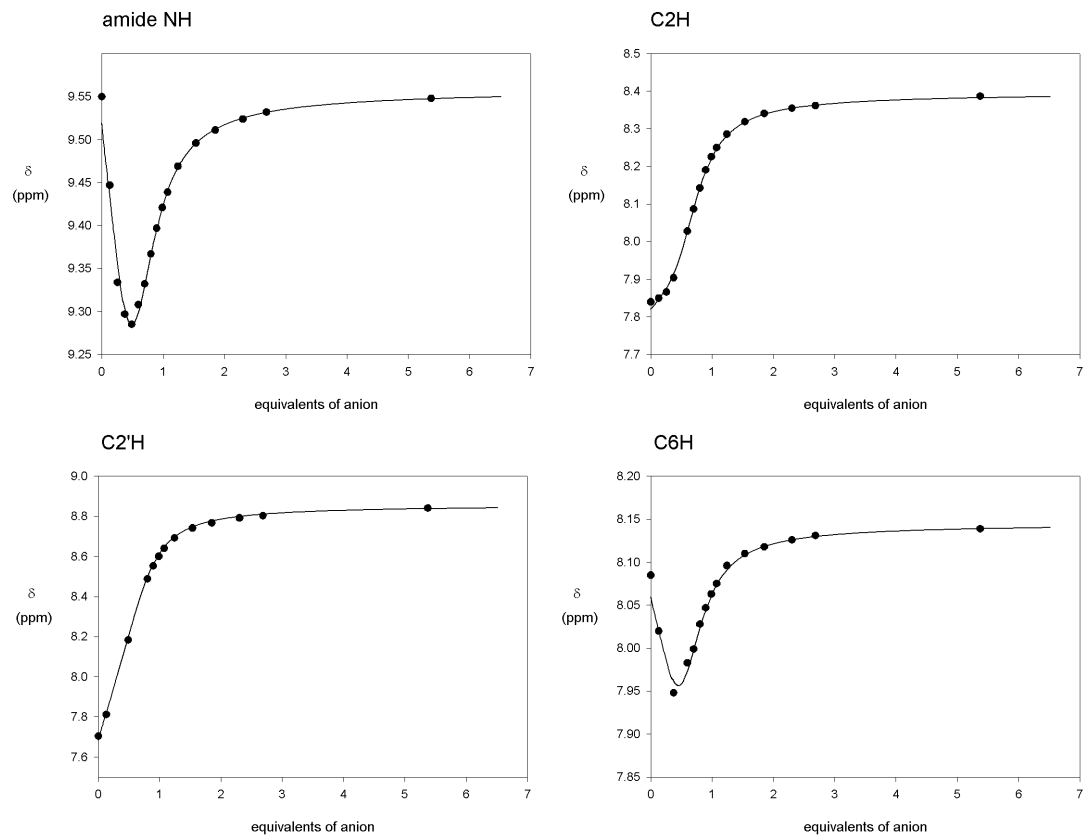 amide NH
9.55
9.50
9.45
9.40
9.35
9.30
9.25
δ
(ppm)
0 1 2 3 4 5 6 7
equivalents of anion
C2H
8.5
8.4
8.3
8.2
8.1
8.0
7.9
7.8
7.7
δ
(ppm)
0 1 2 3 4 5 6 7
equivalents of anion
C2'H
9.0
8.8
8.6
8.4
8.2
8.0
7.8
7.6
δ
(ppm)
0 1 2 3 4 5 6 7
equivalents of anion
C6H
8.20
8.15
8.10
8.05
8.00
7.95
7.90
7.85
δ
(ppm)
0 1 2 3 4 5 6 7
equivalents of anion